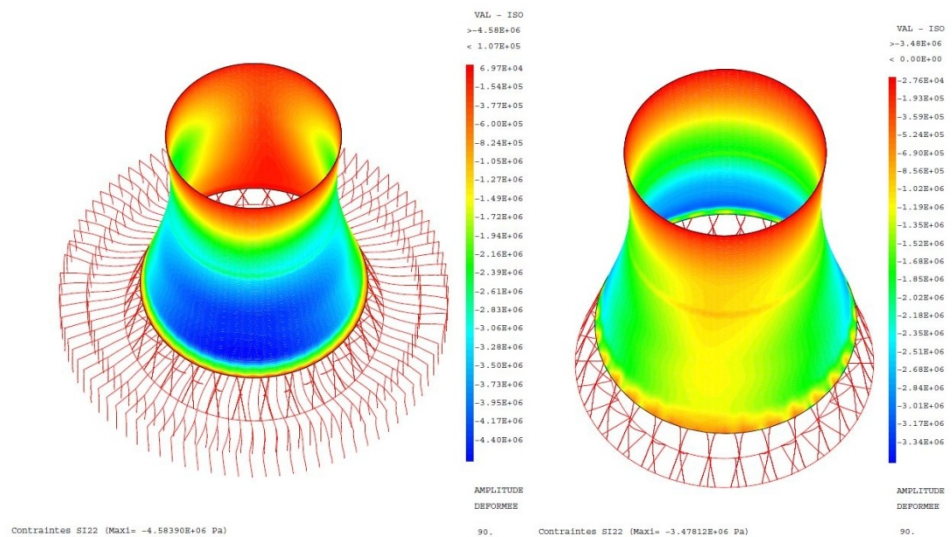 VAL - ISO
>-4.58E+06
< 1.07E+05
6.97E+04
-1.54E+05
-3.77E+05
-6.00E+05
-8.24E+05
-1.05E+06
-1.27E+06
-1.49E+06
-1.72E+06
-1.94E+06
-2.16E+06
-2.39E+06
-2.61E+06
-2.83E+06
-3.06E+06
-3.28E+06
-3.50E+06
-3.73E+06
-3.95E+06
-4.17E+06
-4.40E+06
AMPLITUDE
DEFORMEE
90.
Contraintes SI22 (Maxi= -4.58390E+06 Pa)
VAL - ISO
>-3.48E+06
< 0.00E+00
-2.76E+04
-1.93E+05
-3.59E+05
-5.24E+05
-6.90E+05
-8.56E+05
-1.02E+06
-1.19E+06
-1.35E+06
-1.52E+06
-1.68E+06
-1.85E+06
-2.02E+06
-2.18E+06
-2.35E+06
-2.51E+06
-2.68E+06
-2.84E+06
-3.01E+06
-3.17E+06
-3.34E+06
AMPLITUDE
DEFORMEE
90.
Contraintes SI22 (Maxi= -3.47812E+06 Pa)